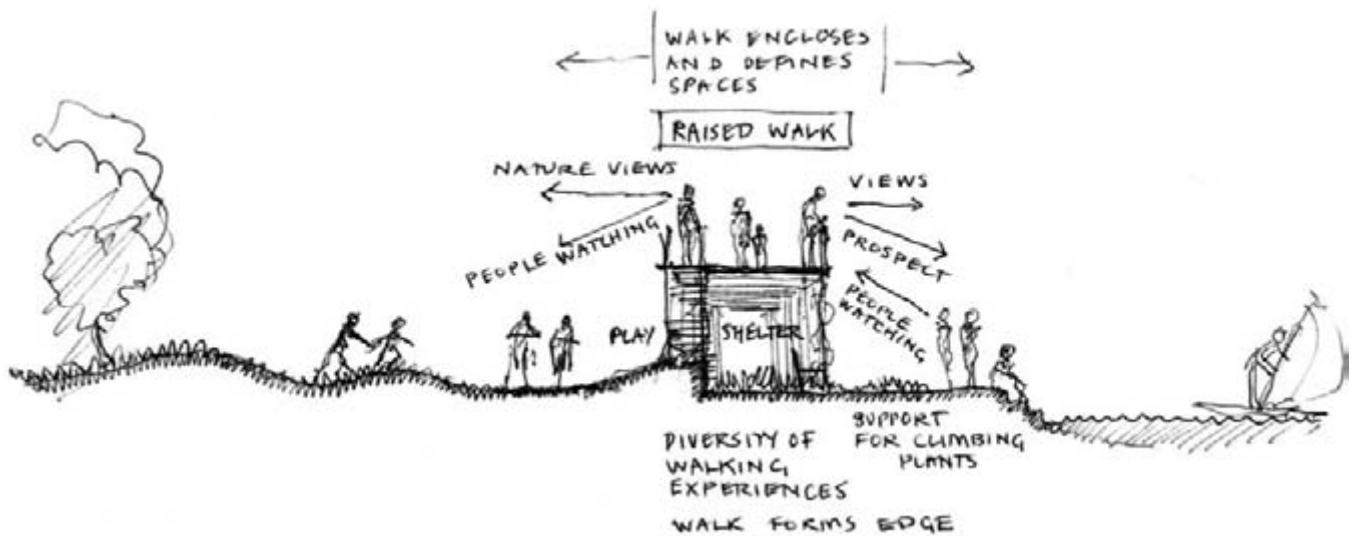 WALK ENCLOSES
AND DEFINES
SPACES
RAISED WALK
NATURE VIEWS
VIEWS
PEOPLE WATCHING
PROSPECT
PEOPLE
WATCHING
PLAY
SHELTER
DIVERSITY OF
WALKING
EXPERIENCES
SUPPORT
FOR CLIMBING
PLANTS
WALK FORMS EDGE